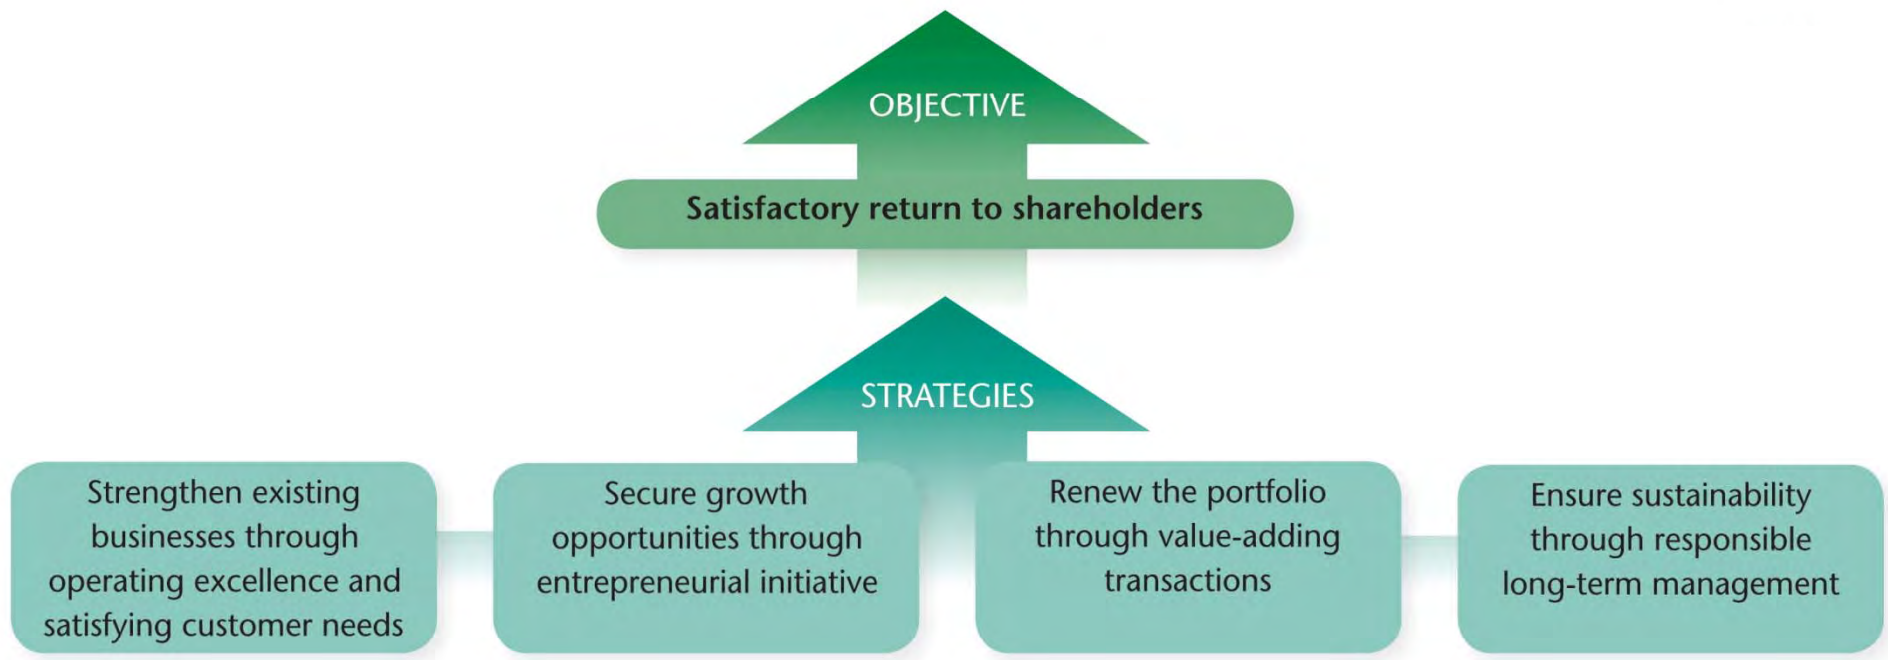 OBJECTIVE
Satisfactory return to shareholders
STRATEGIES
Strengthen existing
businesses through
operating excellence and
satisfying customer needs
Secure growth
opportunities through
entrepreneurial initiative
Renew the portfolio
through value-adding
transactions
Ensure sustainability
through responsible
long-term management